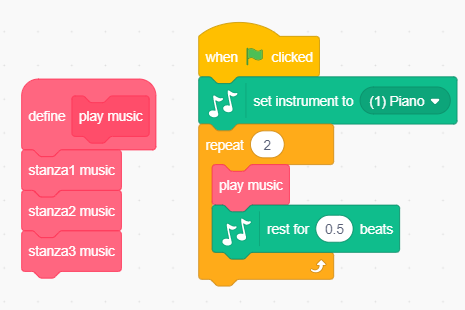 define play music
stanza1 music
stanza2 music
stanza3 music
when clicked
set instrument to (1) Piano
repeat 2
play music
rest for 0.5 beats